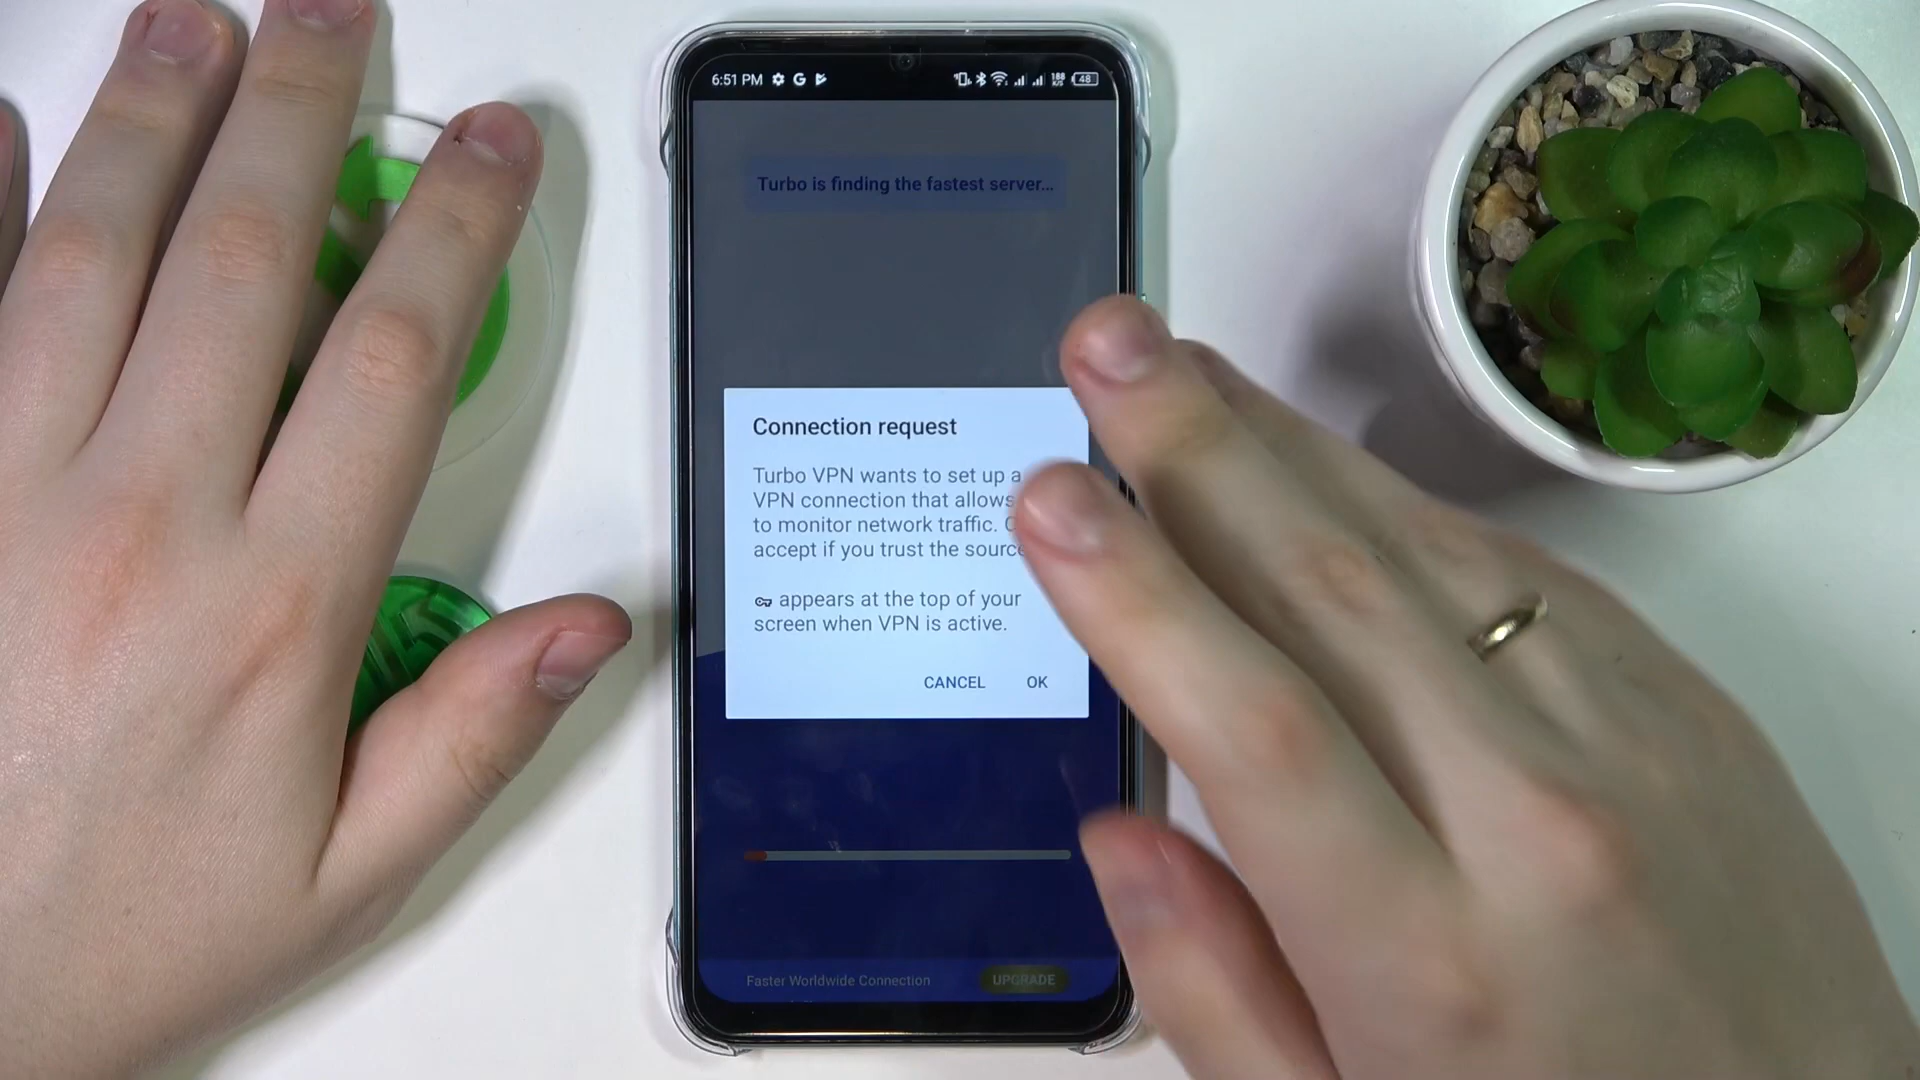 6:51 PM G 188 K/S 48
Turbo is finding the fastest server...
Connection request
Turbo VPN wants to set up a
VPN connection that allows
to monitor network traffic.
accept if you trust the source
appears at the top of your
screen when VPN is active.
CANCEL OK
Faster Worldwide Connection UPGRADE